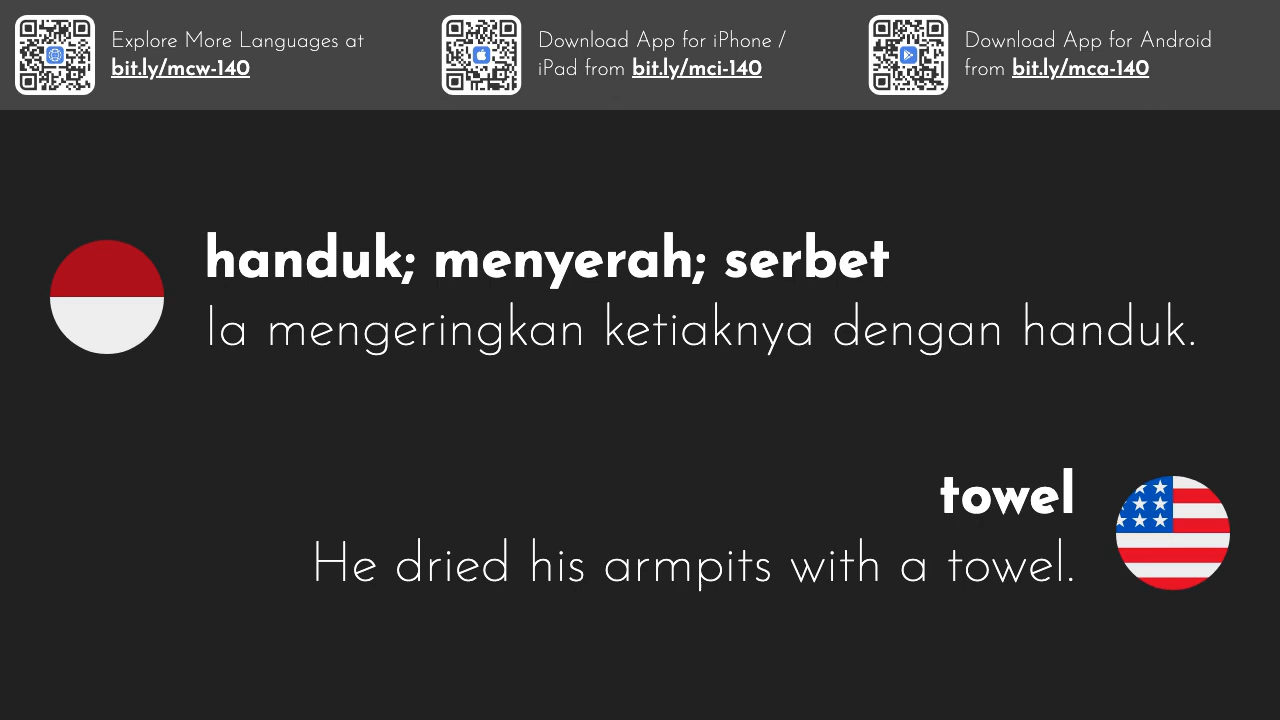 Explore More Languages at
bit.ly/mcw-140
Download App for iPhone /
iPad from bit.ly/mci-140
Download App for Android
from bit.ly/mca-140
handuk; menyerah; serbet
Ia mengeringkan ketiaknya dengan handuk.
towel
He dried his armpits with a towel.